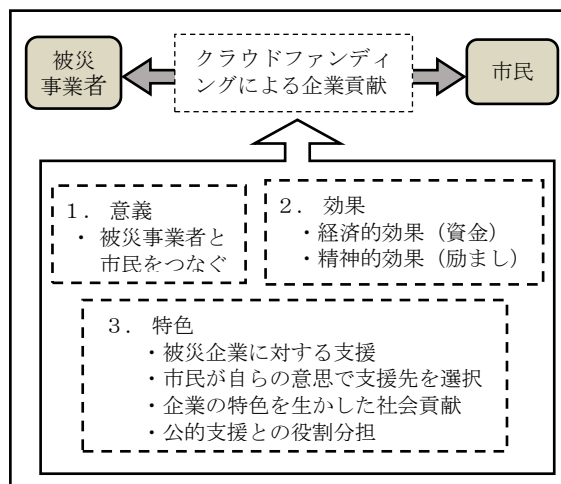 被災
事業者
クラウドファンディ
ングによる企業貢献
市民
１．　意義
・ 被災事業者と
市民をつなぐ
２．　効果
・経済的効果（資金）
・精神的効果（励まし）
３．　特色
・被災企業に対する支援
・市民が自らの意思で支援先を選択
・企業の特色を生かした社会貢献
・公的支援との役割分担